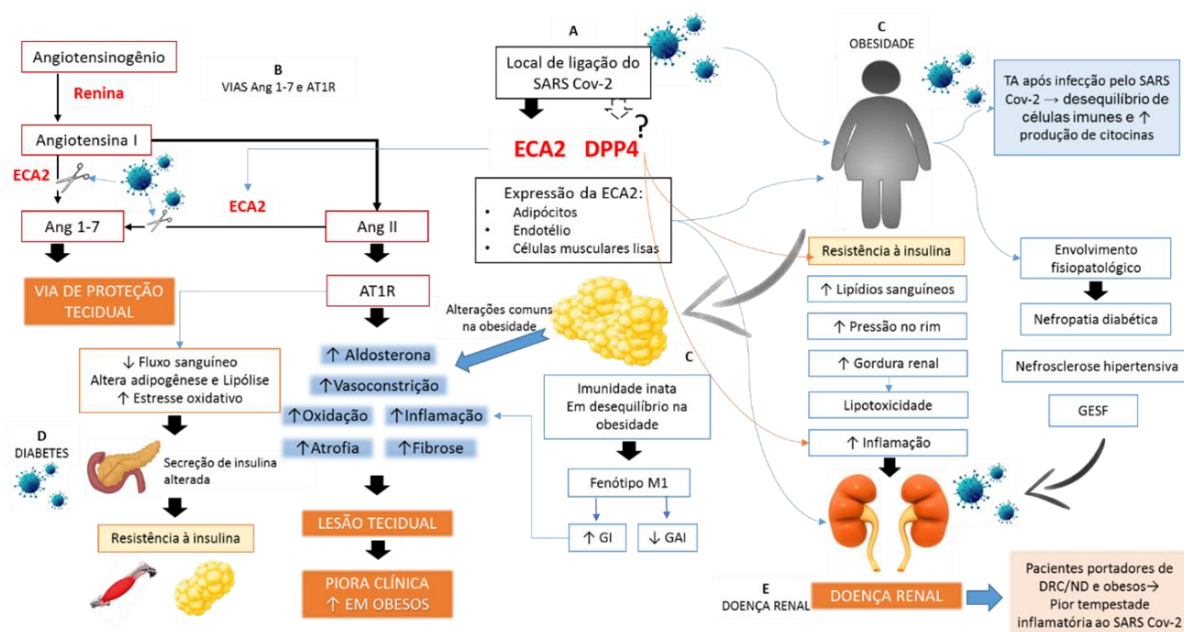 A
Local de ligação do
SARS Cov-2
?
ECA2 DPP4
Expressão da ECA2:
• Adipócitos
• Endotélio
• Células musculares lisas
B
VIAS Ang 1-7 e AT1R
Angiotensinogênio
Renina
Angiotensina I
ECA2
ECA2
Ang 1-7
Ang II
VIA DE PROTEÇÃO
TECIDUAL
AT1R
↓ Fluxo sanguíneo
Altera adipogênese e Lipólise
↑ Estresse oxidativo
D
DIABETES
Secreção de insulina
alterada
Resistência à insulina
↑ Aldosterona
↑Vasoconstrição
↑Oxidação
↑Inflamação
↑Atrofia
↑Fibrose
LESÃO TECIDUAL
PIORA CLÍNICA
↑ EM OBESOS
Alterações comuns
na obesidade
C
Imunidade inata
Em desequilíbrio na
obesidade
Fenótipo M1
↑ GI
↓ GAI
C
OBESIDADE
TA após infecção pelo SARS
Cov-2 → desequilíbrio de
células imunes e ↑
produção de citocinas
Resistência à insulina
↑ Lipídios sanguíneos
↑ Pressão no rim
↑ Gordura renal
Lipotoxicidade
↑ Inflamação
Envolvimento
fisiopatológico
Nefropatia diabética
Nefrosclerose hipertensiva
GESF
E
DOENÇA RENAL
DOENÇA RENAL
Pacientes portadores de
DRC/ND e obesos→
Pior tempestade
inflamatória ao SARS Cov-2